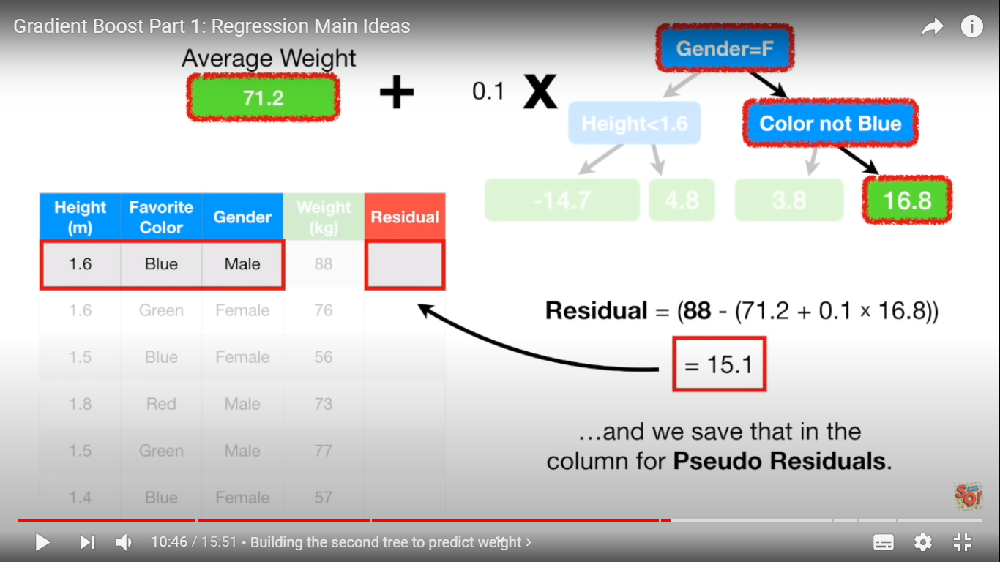 Gradient Boost Part 1: Regression Main Ideas
Average Weight
71.2
+
0.1
X
Gender=F
Height<1.6
Color not Blue
-14.7
4.8
3.8
16.8
Height (m) Favorite Color Gender Weight (kg) Residual
1.6 Blue Male 88
1.6 Green Female 76
1.5 Blue Female 56
1.8 Red Male 73
1.5 Green Male 77
1.4 Blue Female 57
Residual = (88 - (71.2 + 0.1 x 16.8))
= 15.1
…and we save that in the
column for Pseudo Residuals.
SQ!
10:46 / 15:51 • Building the second tree to predict weight >